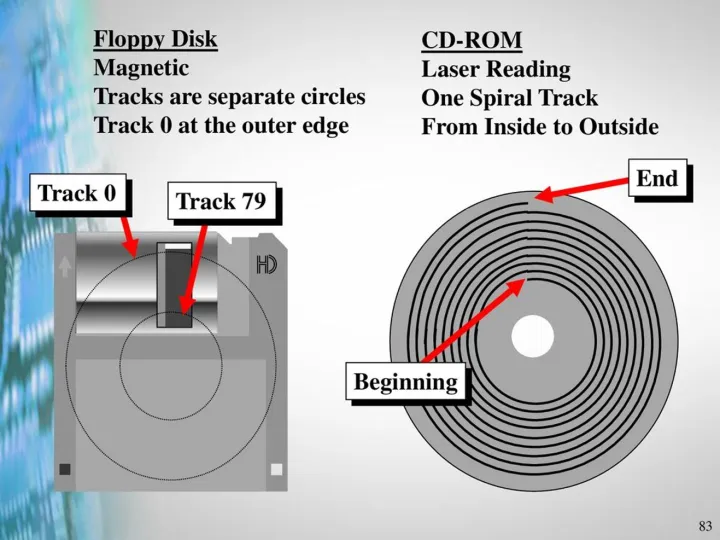 Floppy Disk
Magnetic
Tracks are separate circles
Track 0 at the outer edge
CD-ROM
Laser Reading
One Spiral Track
From Inside to Outside
Track 0
Track 79
HD
End
Beginning
83